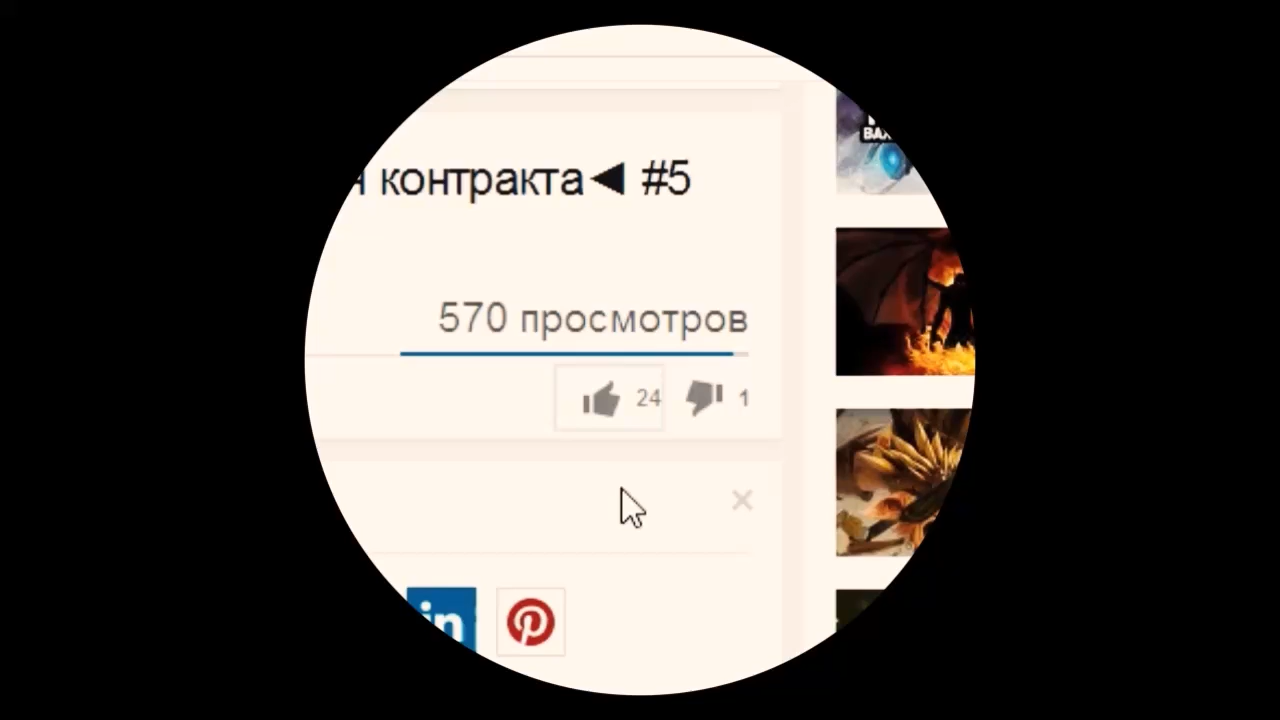 контракта◀ #5
570 просмотров
24 1
in